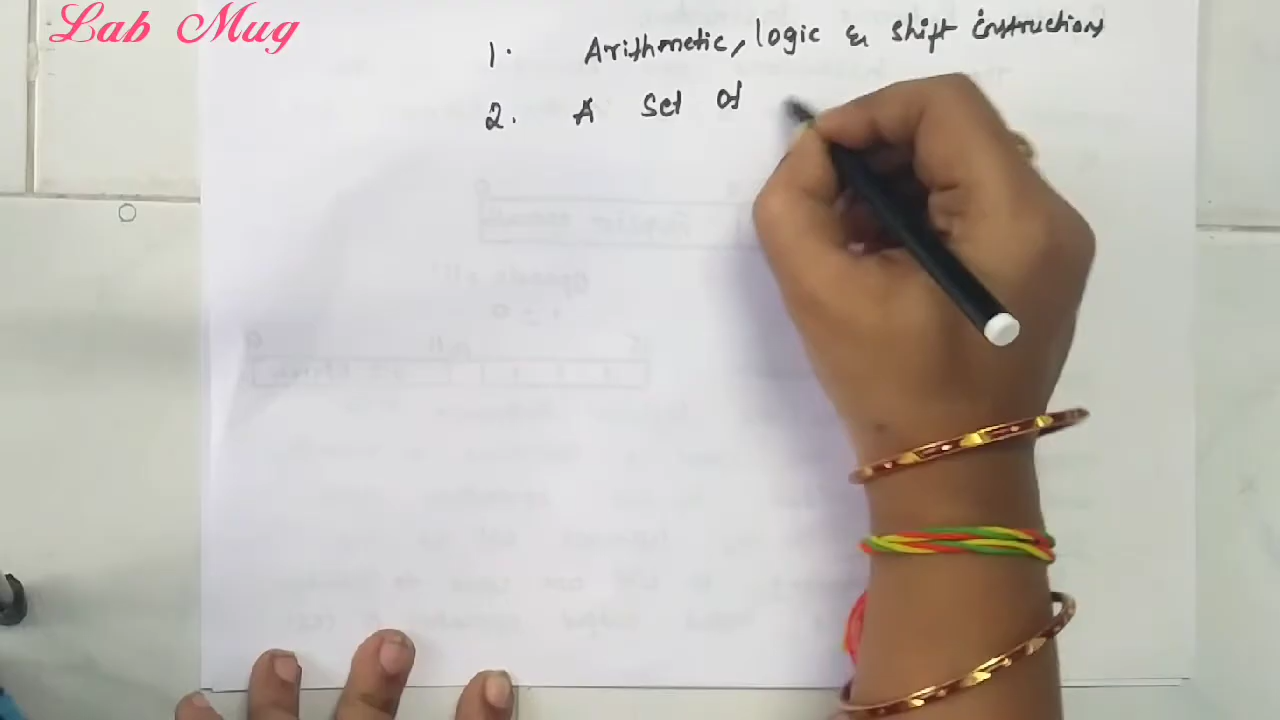 Lab Mug
1. Arithmetic, logic & shift instructions
2. A Set of